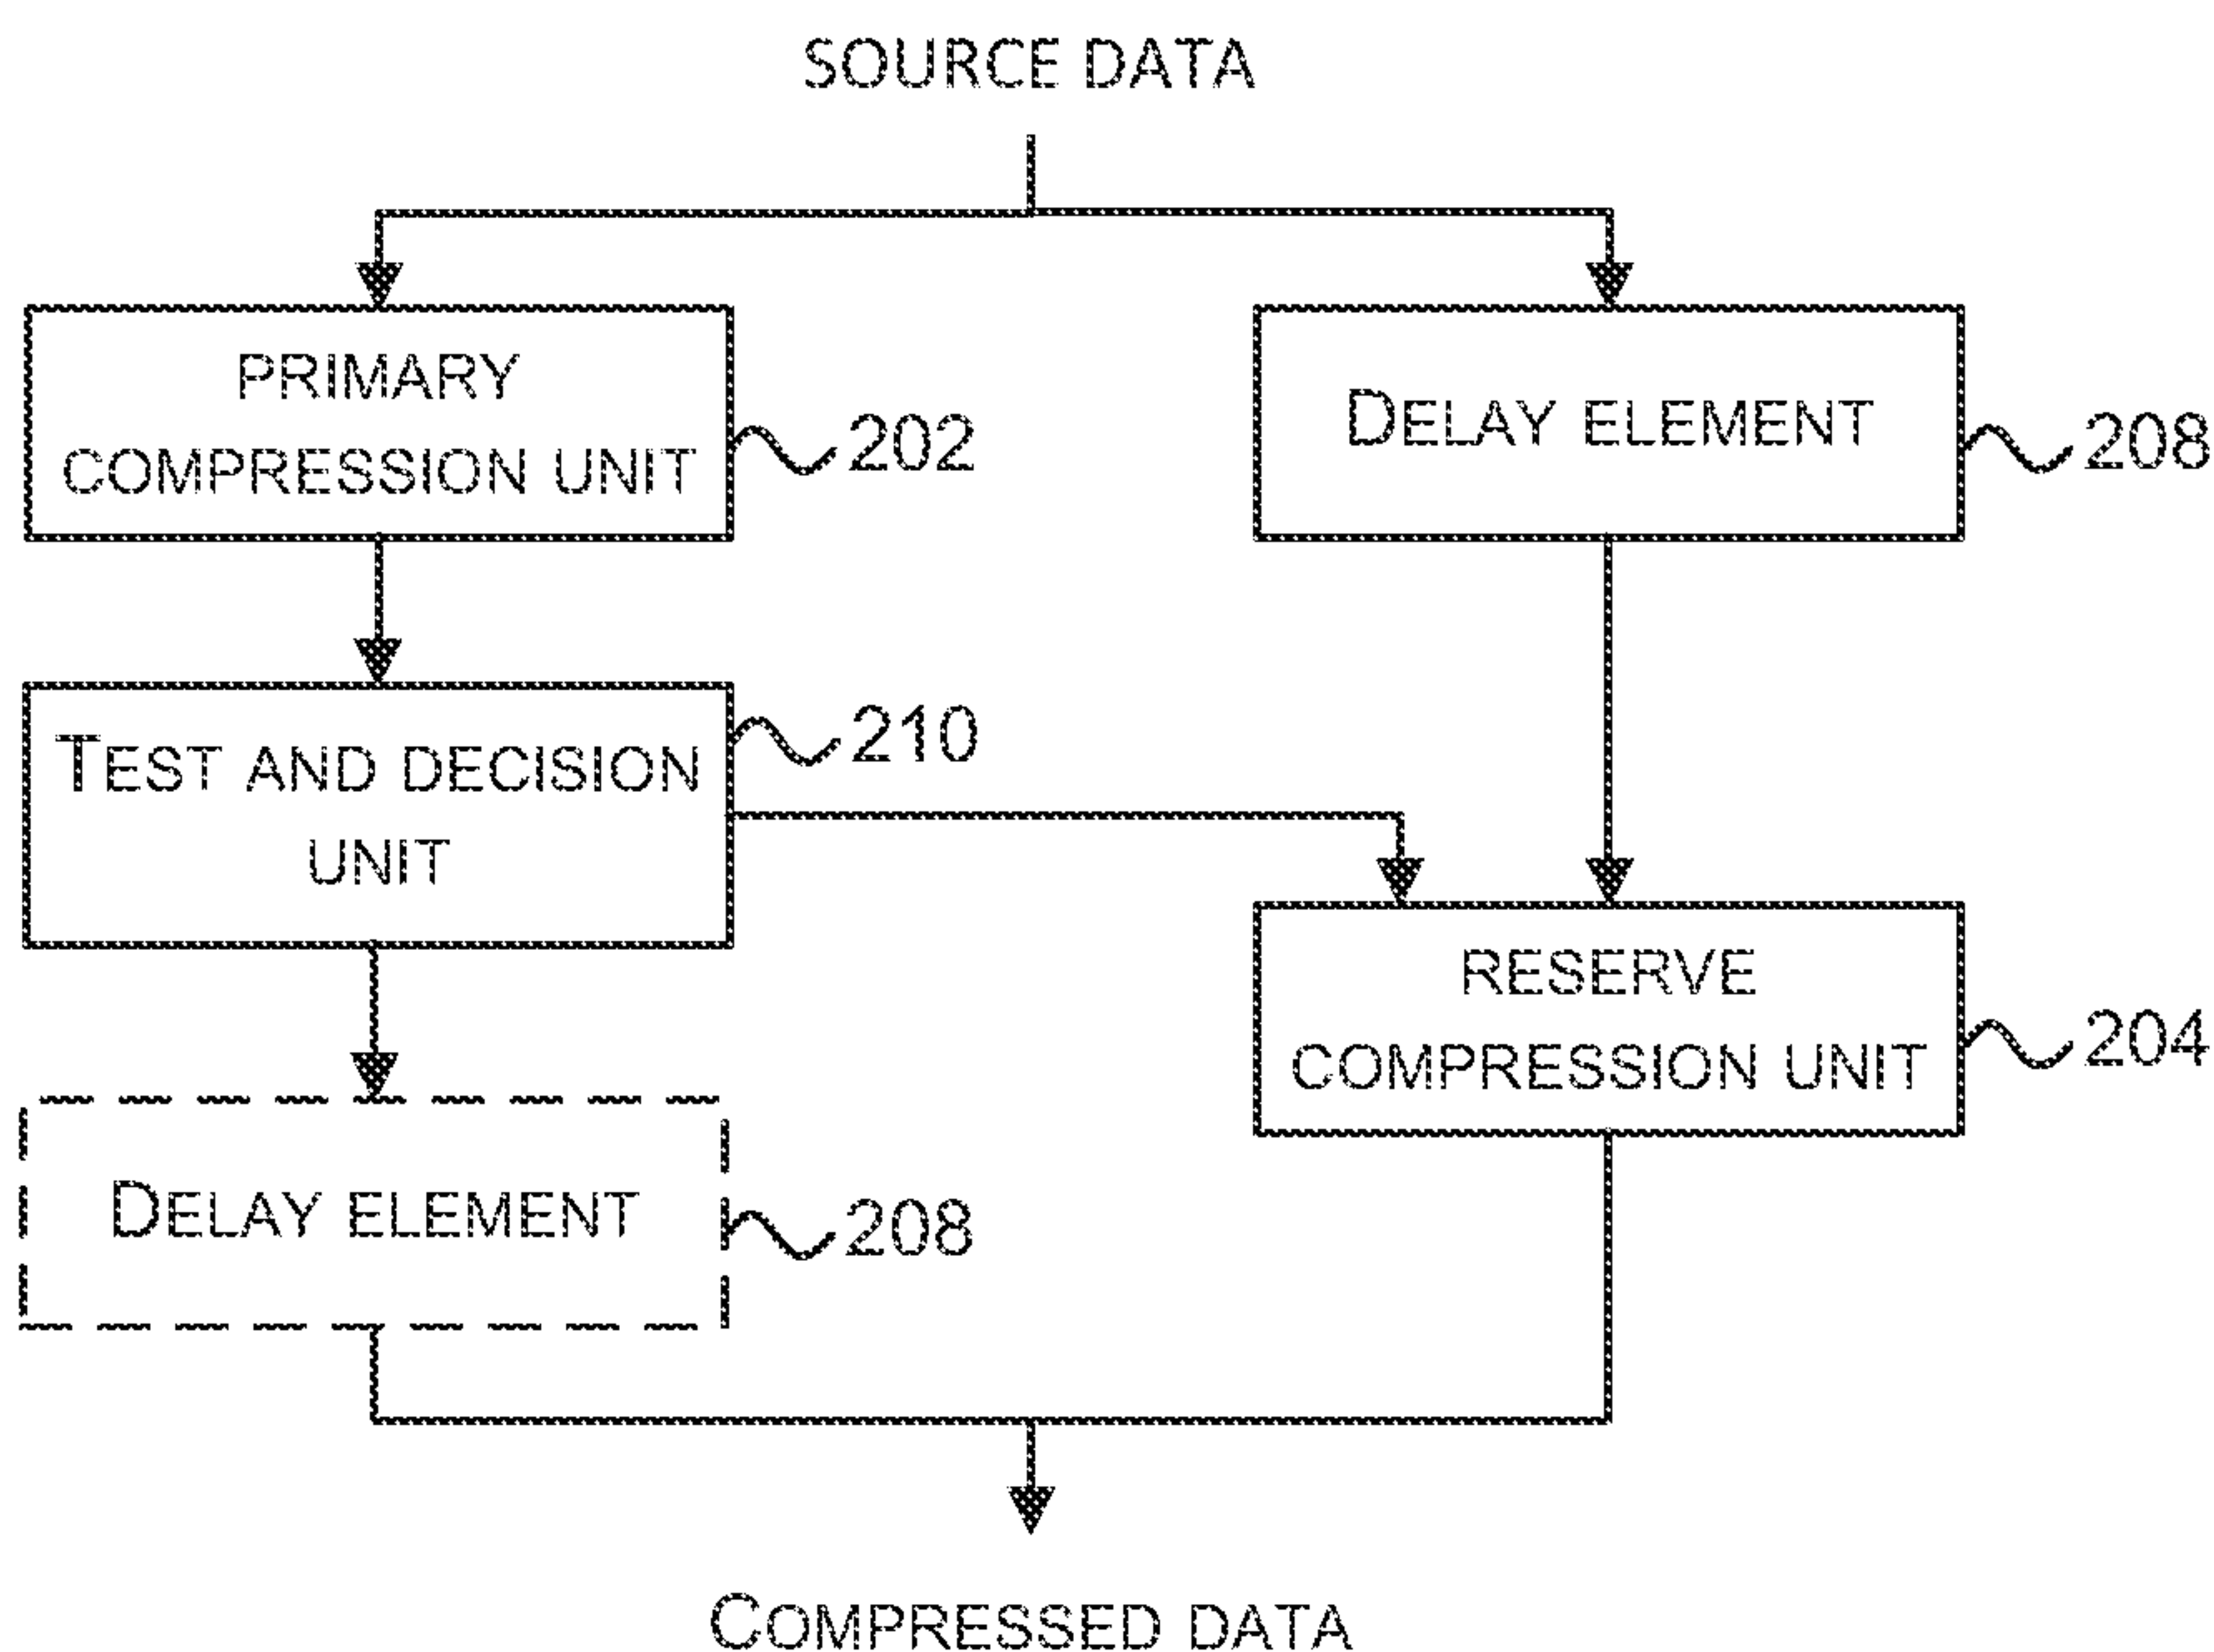 SOURCE DATA
PRIMARY
COMPRESSION UNIT
202
DELAY ELEMENT
208
TEST AND DECISION
UNIT
210
RESERVE
COMPRESSION UNIT
204
DELAY ELEMENT
208
COMPRESSED DATA